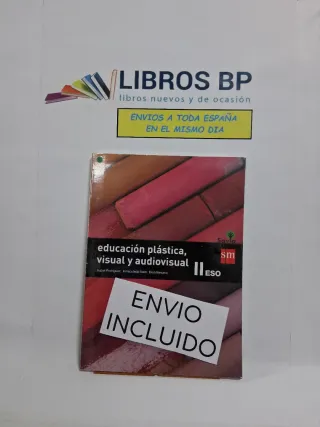 LIBROS BP
libros nuevos y de ocasión
ENVIOS A TODA ESPAÑA
EN EL MISMO DIA
educación plástica,
visual y audiovisual II ESO
sm
ENVIO
INCLUIDO